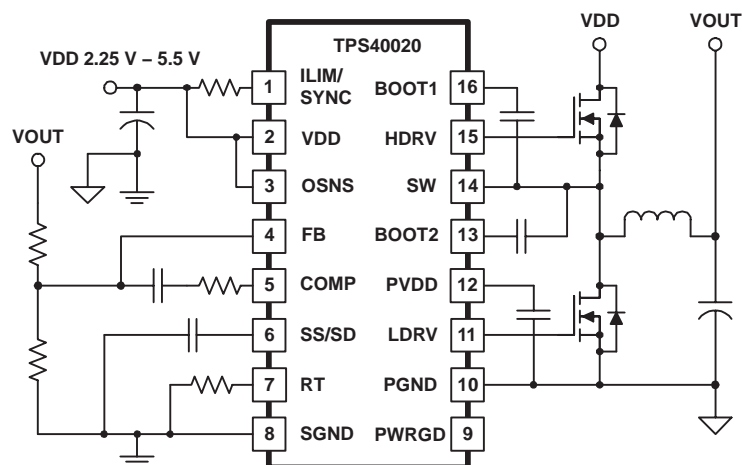 VDD
VOUT
TPS40020
VDD 2.25 V – 5.5 V
1
ILIM/
SYNC
BOOT1
16
VOUT
2
VDD
HDRV
15
3
OSNS
SW
14
4
FB
BOOT2
13
5
COMP
PVDD
12
6
SS/SD
LDRV
11
7
RT
PGND
10
8
SGND
PWRGD
9